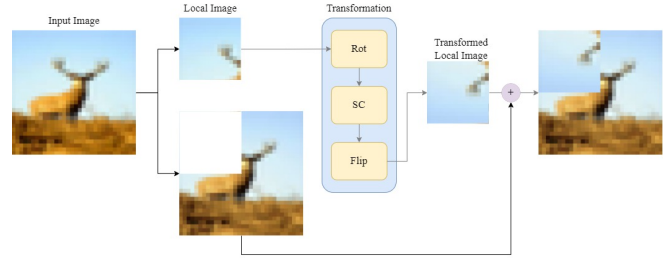 Input Image
Local Image
Transformation
Rot
SC
Flip
Transformed
Local Image
+